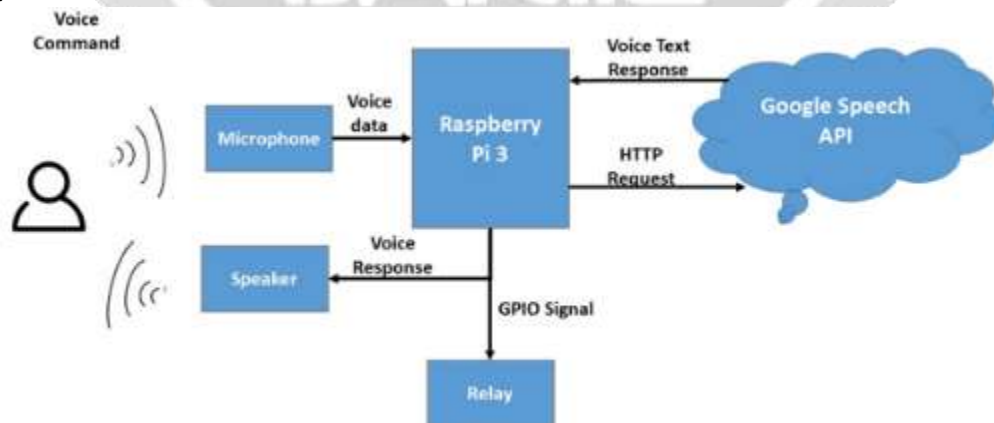 Voice
Command
Microphone
Voice
data
Raspberry
Pi 3
Voice Text
Response
Google Speech
API
HTTP
Request
Speaker
Voice
Response
GPIO Signal
Relay